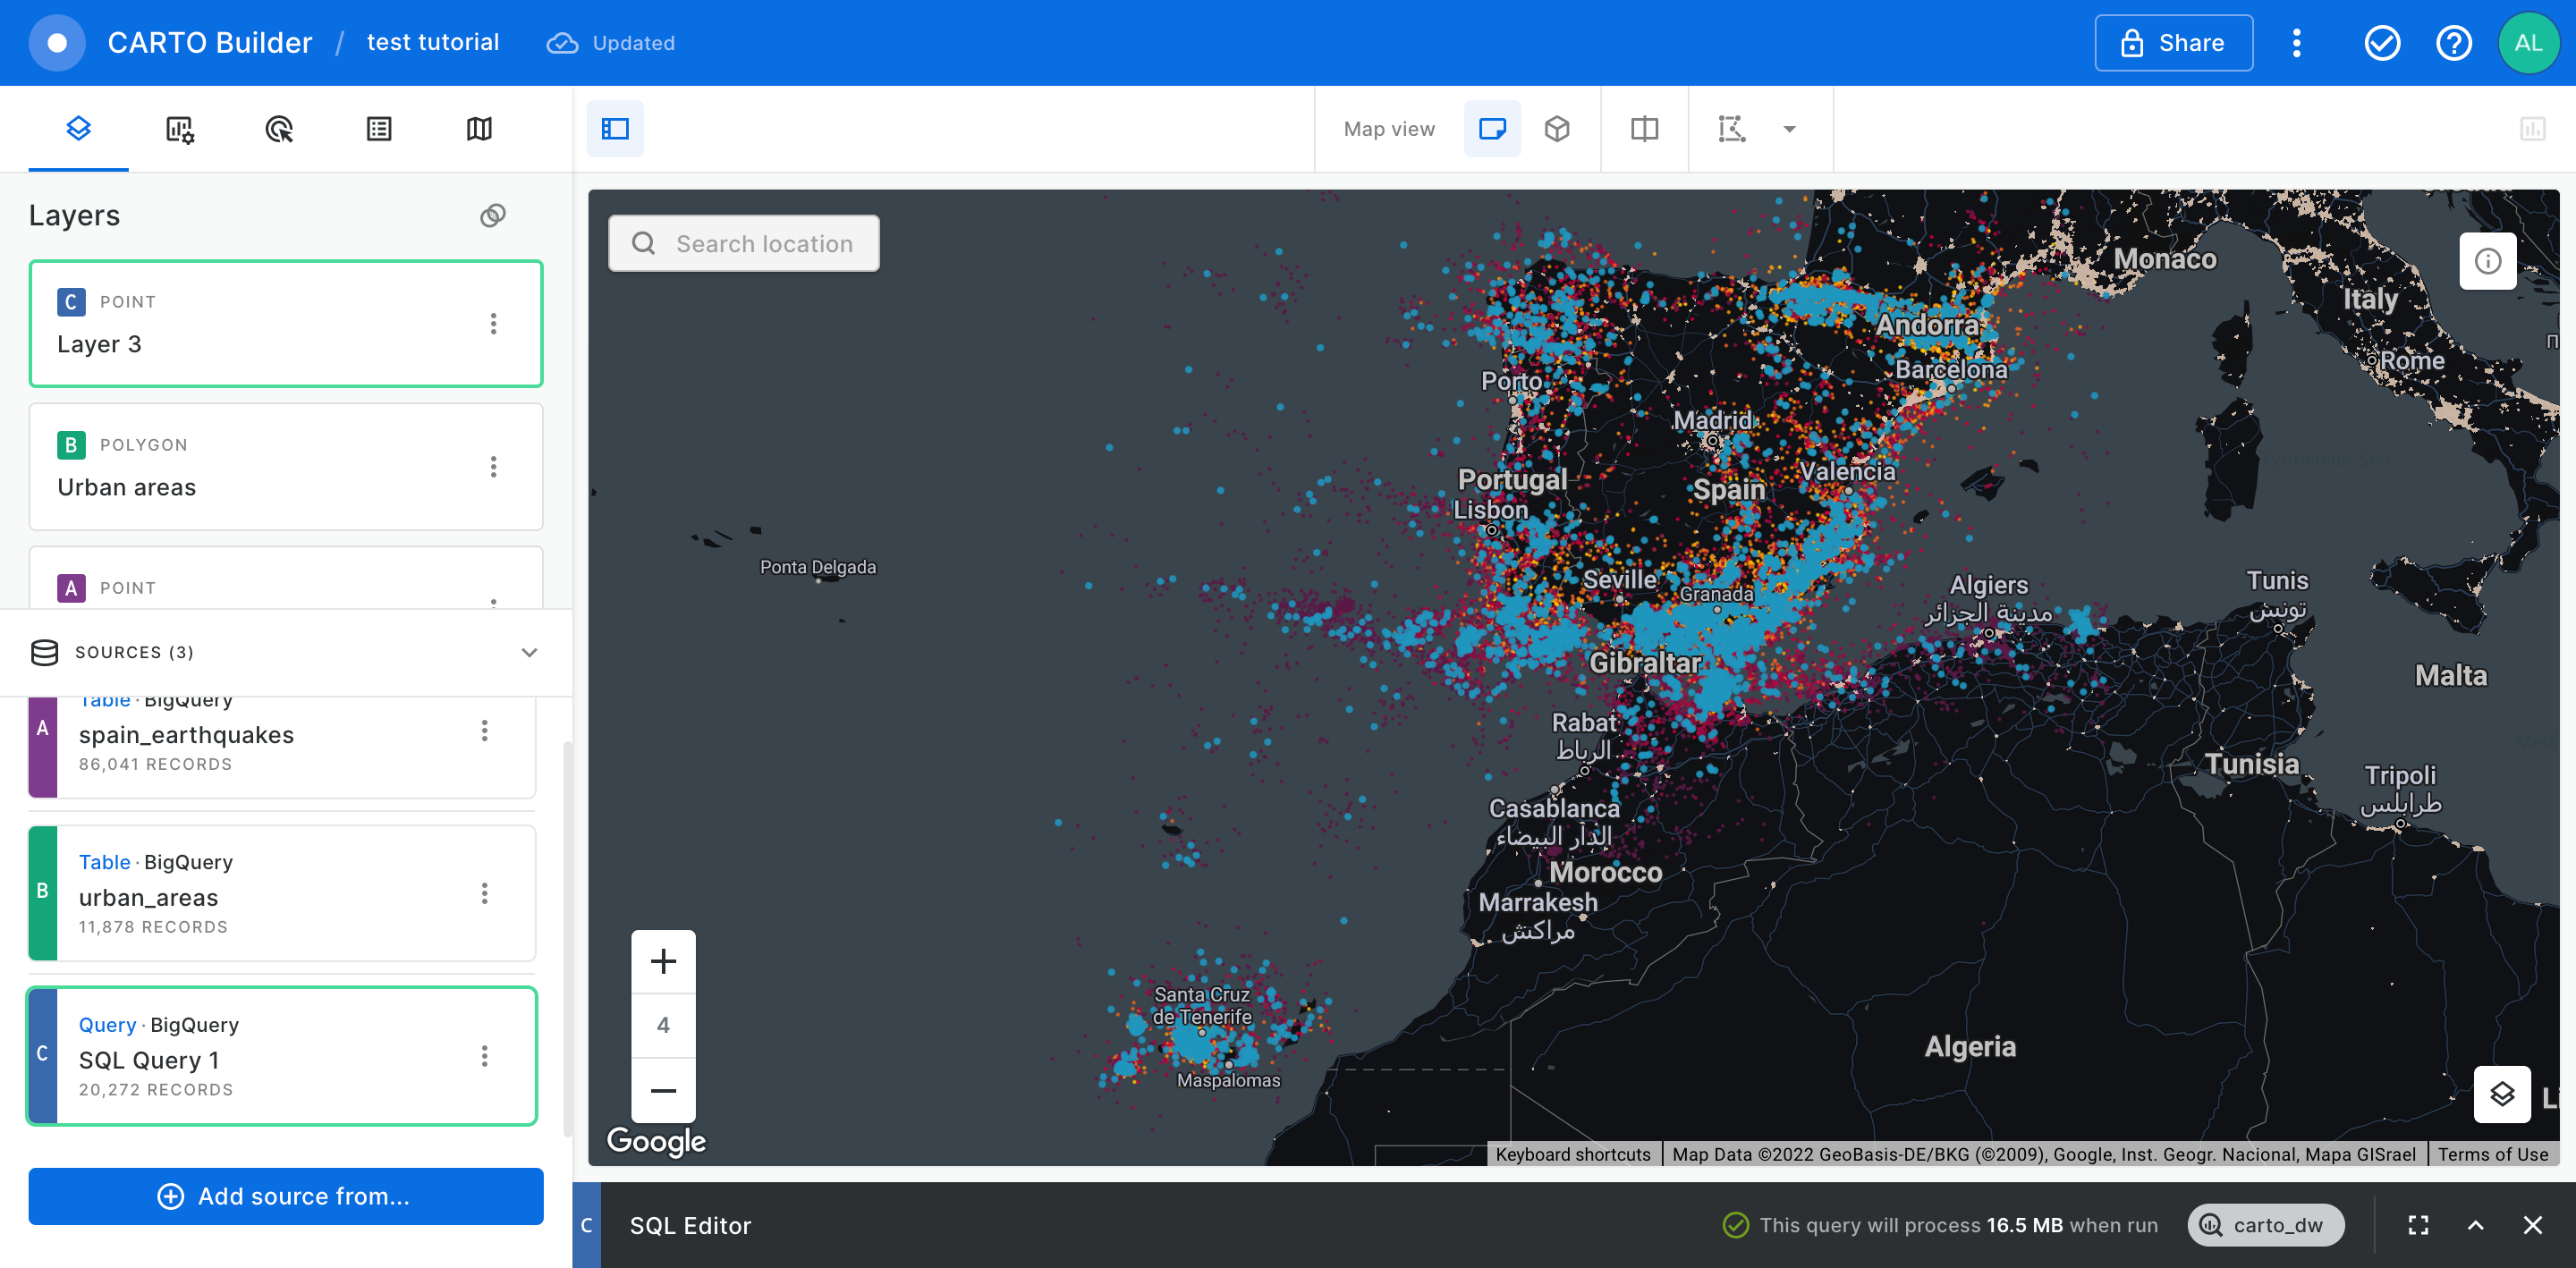 CARTO Builder / test tutorial Updated
Share
AL
Map view
Layers
C POINT
Layer 3
B POLYGON
Urban areas
A POINT
SOURCES (3)
A
Table · BigQuery
spain_earthquakes
86,041 RECORDS
B
Table · BigQuery
urban_areas
11,878 RECORDS
C
Query · BigQuery
SQL Query 1
20,272 RECORDS
Add source from...
Search location
Monaco
Italy
Andorra
Rome
Barcelona
Porto
Madrid
Valencia
Portugal
Spain
Lisbon
Ponta Delgada
Seville
Granada
Algiers
مدينة الجزائر
Tunis
تونس
Gibraltar
Malta
Rabat
الرباط
Tunisia
Tripoli
طرابلس
Casablanca
الدار البيضاء
Morocco
Marrakesh
مراكش
Santa Cruz
de Tenerife
Maspalomas
Algeria
4
Google
Keyboard shortcuts
Map Data ©2022 GeoBasis-DE/BKG (©2009), Google, Inst. Geogr. Nacional, Mapa GISrael
Terms of Use
C
SQL Editor
This query will process 16.5 MB when run
carto_dw